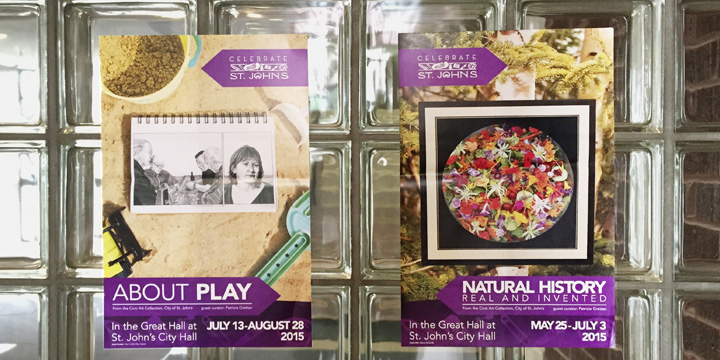 CELEBRATE
ST. JOHN'S
ABOUT PLAY
From the Civic Art Collection, City of St. John's guest curator: Patricia Grattan
In the Great Hall at
St. John's City Hall
JULY 13-AUGUST 28
2015
CELEBRATE
ST. JOHN'S
NATURAL HISTORY
REAL AND INVENTED
From the Civic Art Collection, City of St. John's guest curator: Patricia Grattan
In the Great Hall at
St. John's City Hall
MAY 25-JULY 3
2015